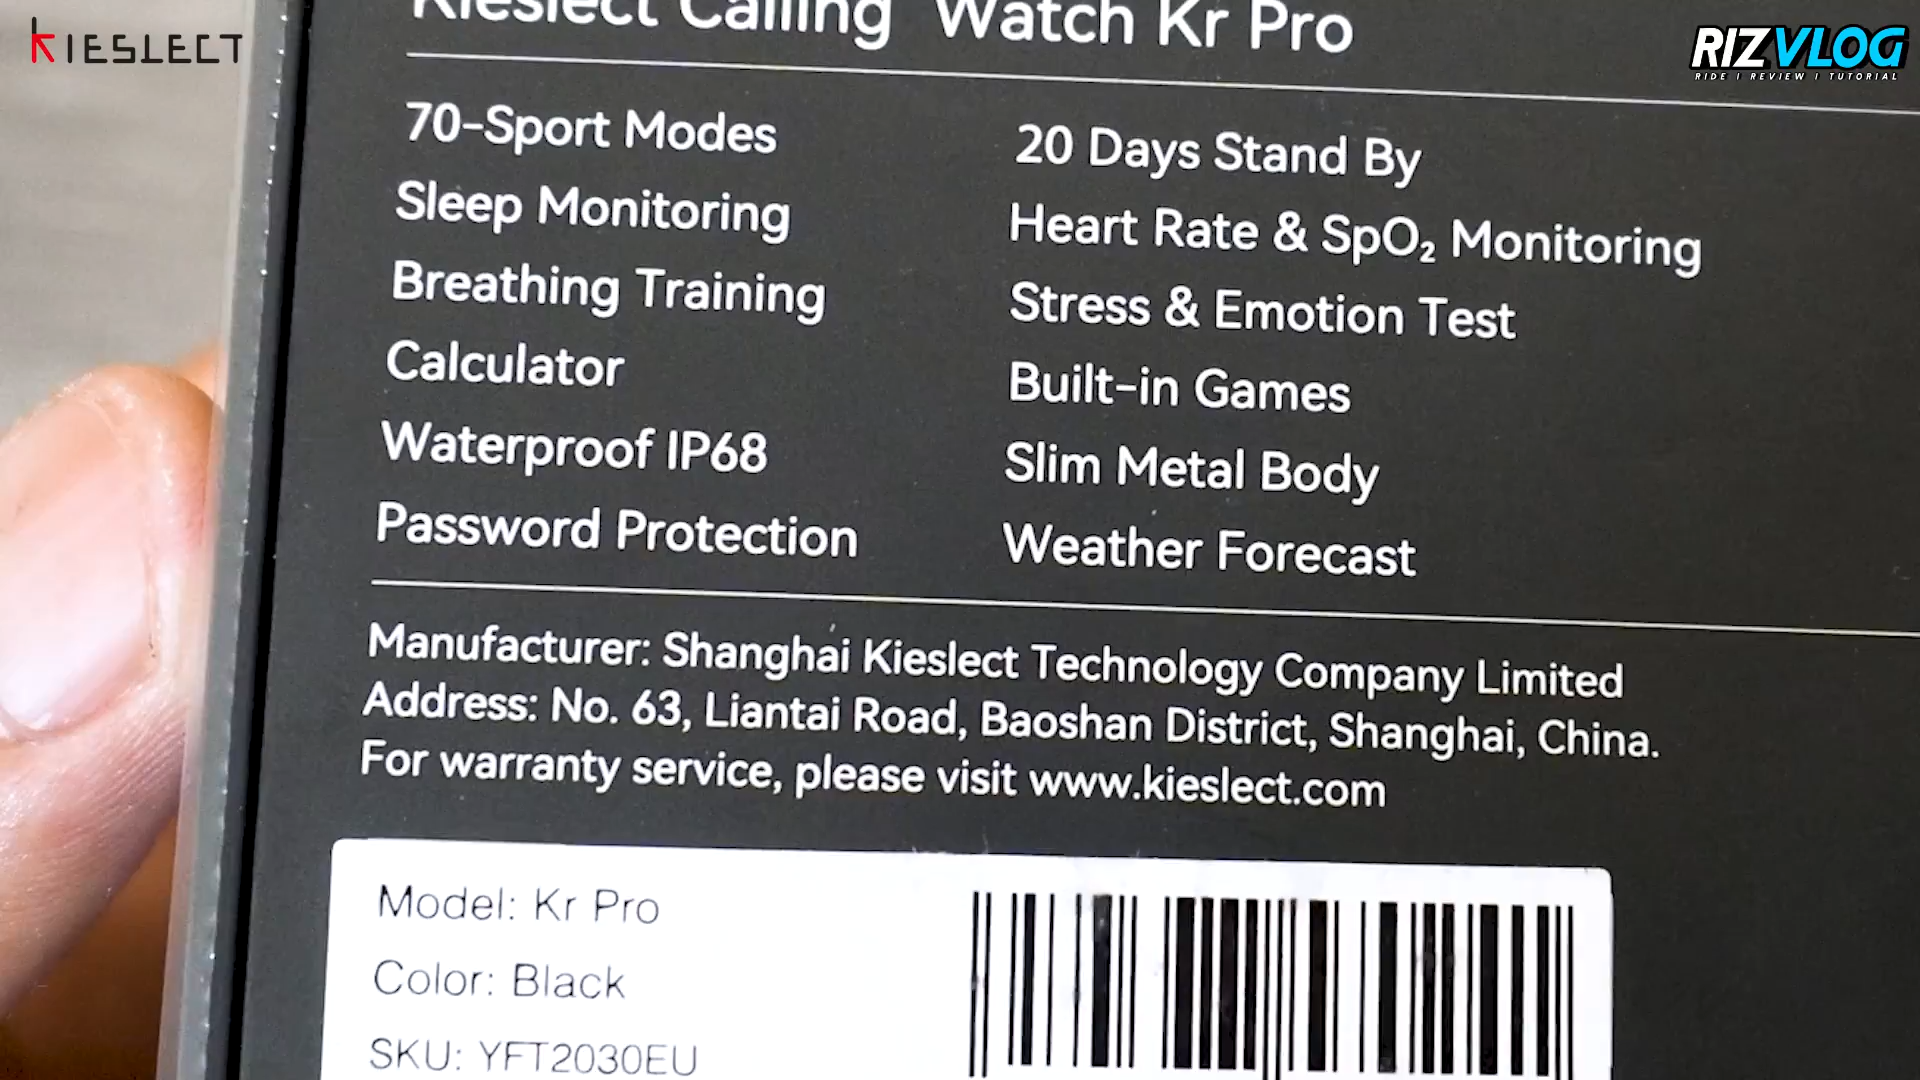 KIESLECT
RIZVLOG
RIDE | REVIEW | TUTORIAL
Kieslect Calling Watch Kr Pro
70-Sport Modes
Sleep Monitoring
Breathing Training
Calculator
Waterproof IP68
Password Protection
20 Days Stand By
Heart Rate & SpO₂ Monitoring
Stress & Emotion Test
Built-in Games
Slim Metal Body
Weather Forecast
Manufacturer: Shanghai Kieslect Technology Company Limited
Address: No. 63, Liantai Road, Baoshan District, Shanghai, China.
For warranty service, please visit www.kieslect.com
Model: Kr Pro
Color: Black
SKU: YFT2030EU